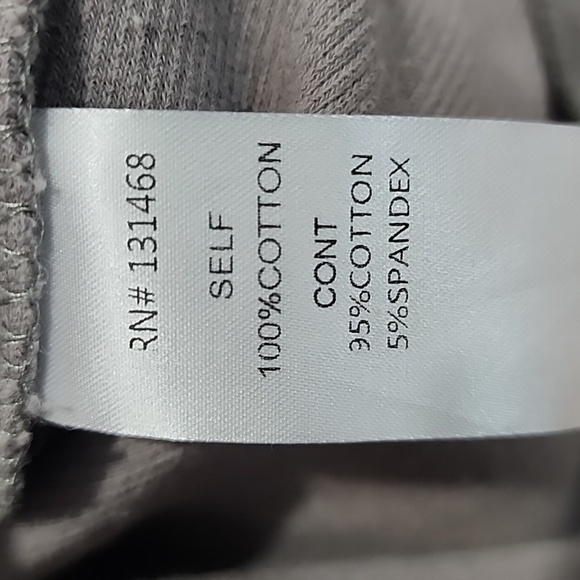 RN# 131468
SELF
100%COTTON
CONT
95%COTTON
5%SPANDEX